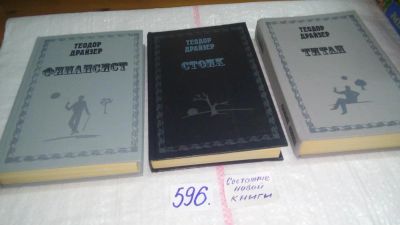 ТЕОДОР
ДРАЙЗЕР
ФИНАНСИСТ
ТЕОДОР
ДРАЙЗЕР
СТОИК
ТЕОДОР
ДРАЙЗЕР
ТИТАН
596.
Состояние
новой
книги